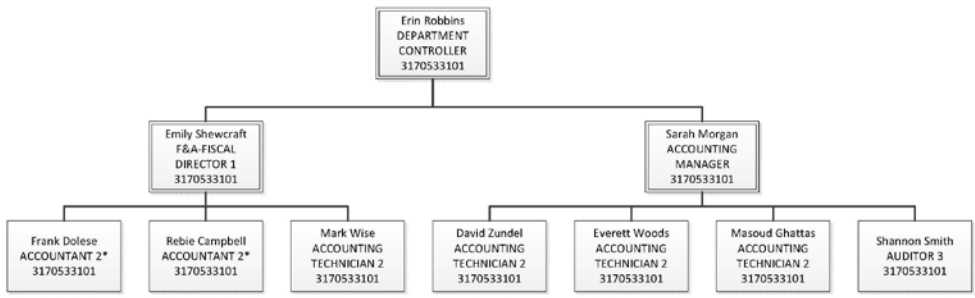 Erin Robbins
DEPARTMENT
CONTROLLER
3170533101
Emily Shewcraft
F&A-FISCAL
DIRECTOR 1
3170533101
Sarah Morgan
ACCOUNTING
MANAGER
3170533101
Frank Dolese
ACCOUNTANT 2*
3170533101
Rebie Campbell
ACCOUNTANT 2*
3170533101
Mark Wise
ACCOUNTING
TECHNICIAN 2
3170533101
David Zundel
ACCOUNTING
TECHNICIAN 2
3170533101
Everett Woods
ACCOUNTING
TECHNICIAN 2
3170533101
Masoud Ghattas
ACCOUNTING
TECHNICIAN 2
3170533101
Shannon Smith
AUDITOR 3
3170533101